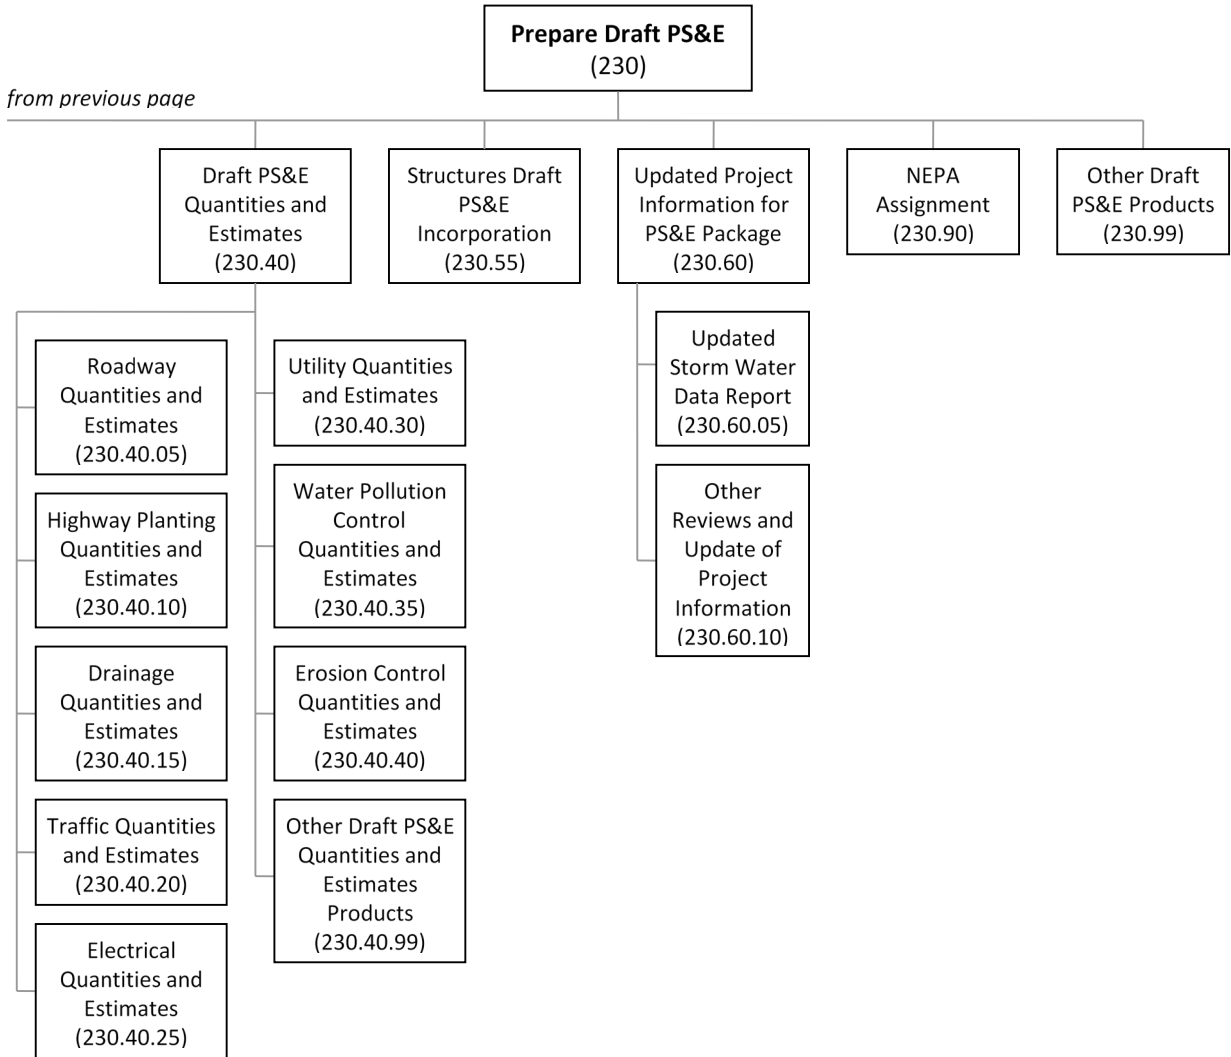 Prepare Draft PS&E
(230)
from previous page
Draft PS&E
Quantities and
Estimates
(230.40)
Structures Draft
PS&E
Incorporation
(230.55)
Updated Project
Information for
PS&E Package
(230.60)
NEPA
Assignment
(230.90)
Other Draft
PS&E Products
(230.99)
Roadway
Quantities and
Estimates
(230.40.05)
Highway Planting
Quantities and
Estimates
(230.40.10)
Drainage
Quantities and
Estimates
(230.40.15)
Traffic Quantities
and Estimates
(230.40.20)
Electrical
Quantities and
Estimates
(230.40.25)
Utility Quantities
and Estimates
(230.40.30)
Water Pollution
Control
Quantities and
Estimates
(230.40.35)
Erosion Control
Quantities and
Estimates
(230.40.40)
Other Draft PS&E
Quantities and
Estimates
Products
(230.40.99)
Updated
Storm Water
Data Report
(230.60.05)
Other
Reviews and
Update of
Project
Information
(230.60.10)